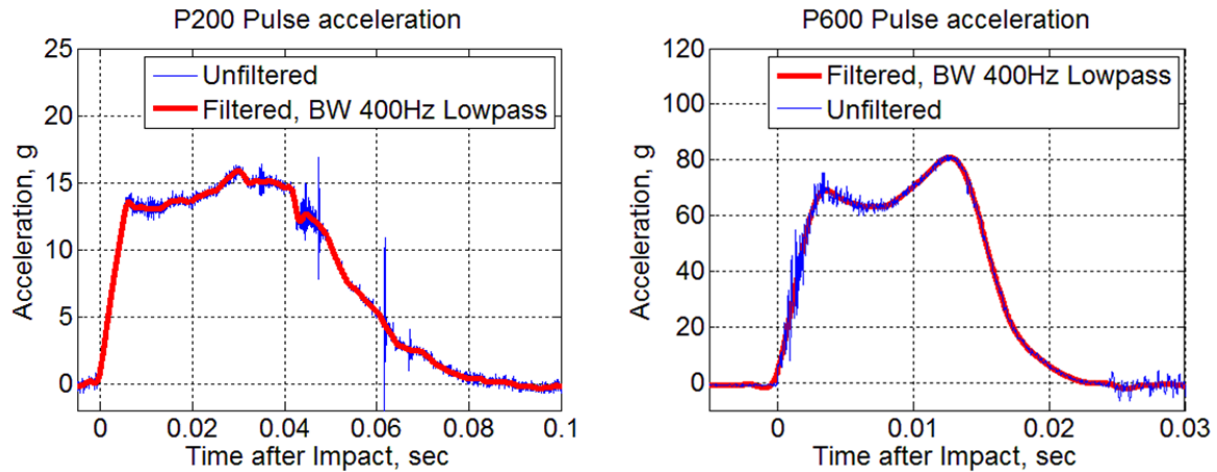 P200 Pulse acceleration
25
20
15
10
5
0
Acceleration, g
Unfiltered
Filtered, BW 400Hz Lowpass
0 0.02 0.04 0.06 0.08 0.1
Time after Impact, sec
P600 Pulse acceleration
120
100
80
60
40
20
0
Acceleration, g
Filtered, BW 400Hz Lowpass
Unfiltered
0 0.01 0.02 0.03
Time after Impact, sec